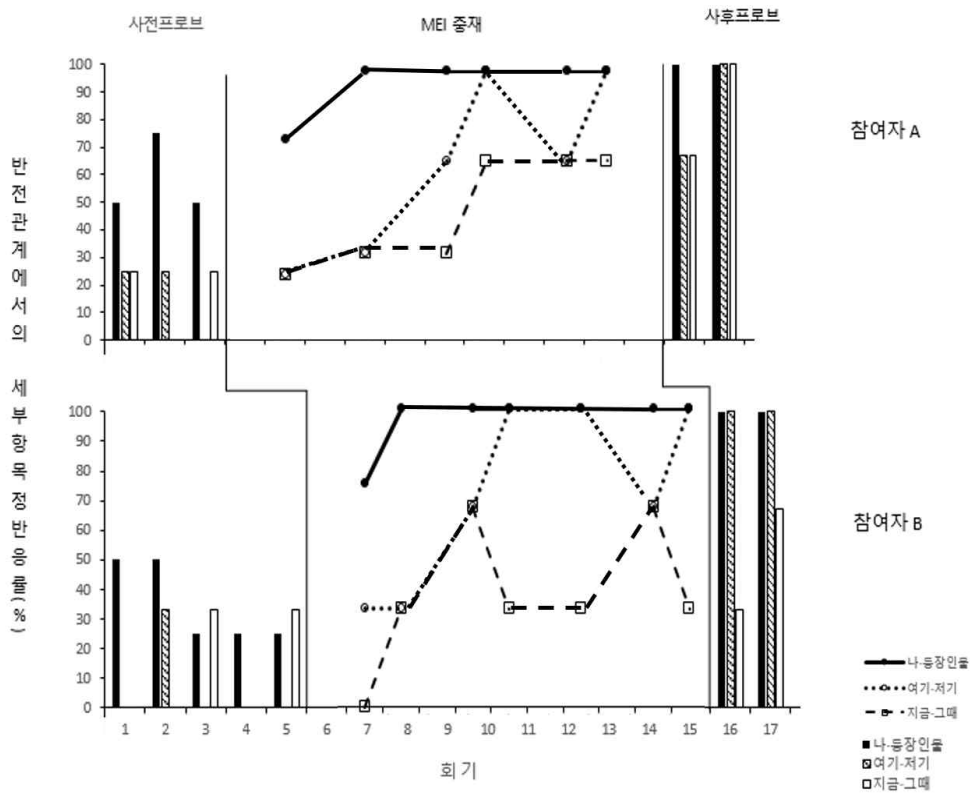 사전프로브
MEI 중재
사후프로브
반전관계에서의 세부항목정반응률(%)
100
90
80
70
60
50
40
30
20
10
0
참여자 A
100
90
80
70
60
50
40
30
20
10
0
참여자 B
1 2 3 4 5 6 7 8 9 10 11 12 13 14 15 16 17
회기
나-등장인물
여기-저기
지금-그때
나-등장인물
여기-저기
지금-그때